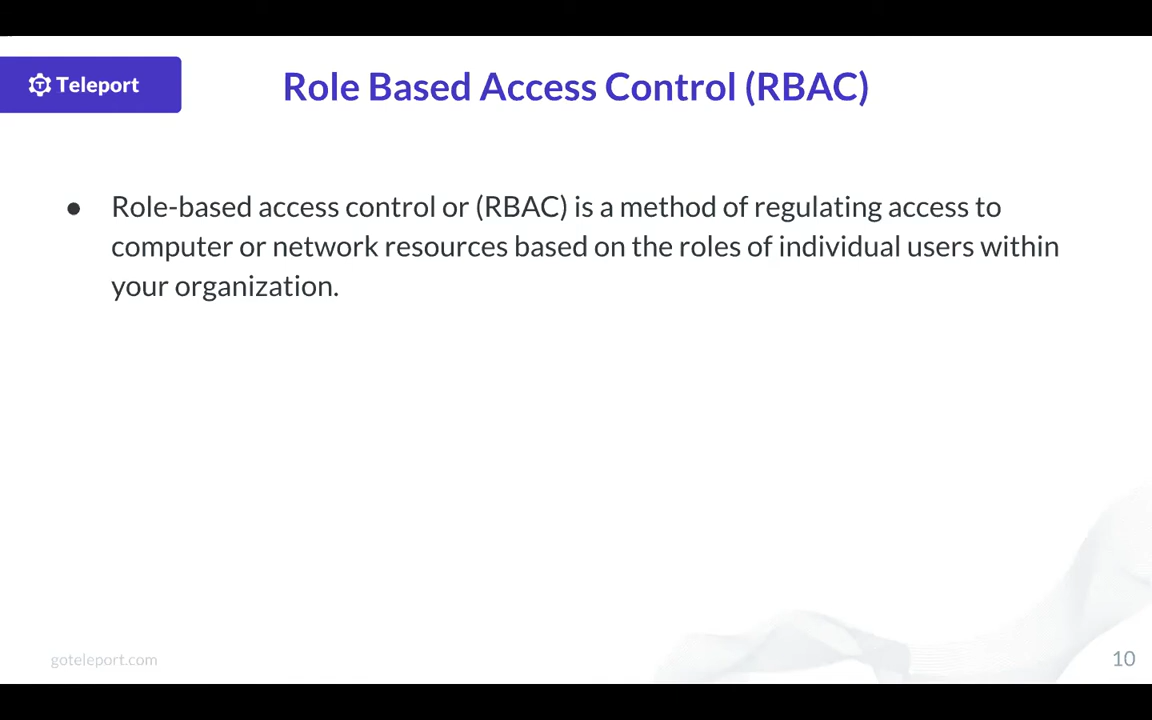 Teleport
Role Based Access Control (RBAC)
● Role-based access control or (RBAC) is a method of regulating access to
computer or network resources based on the roles of individual users within
your organization.
goteleport.com
10